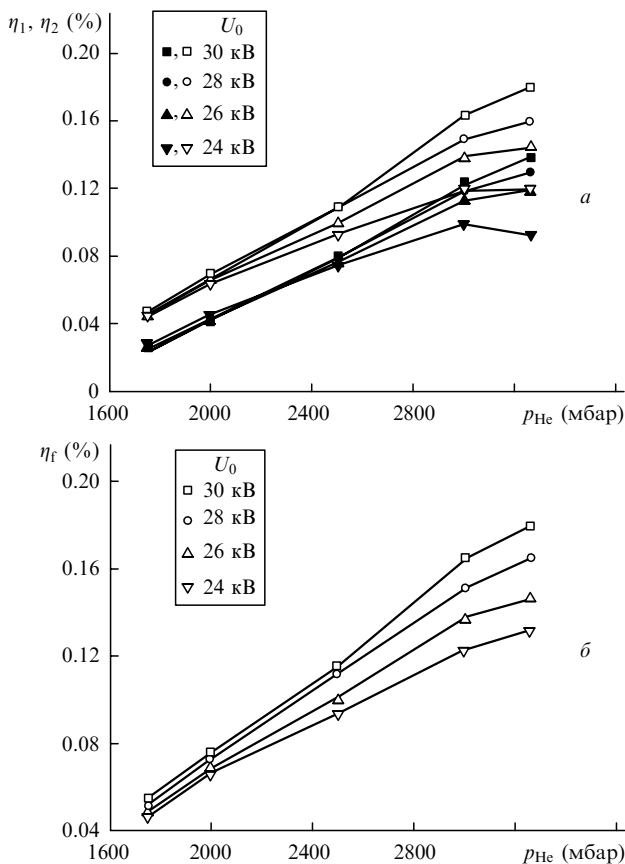 η1, η2 (%)
U0
30 кВ
28 кВ
26 кВ
24 кВ
0.20
0.16
0.12
0.08
0.04
0
а
1600 2000 2400 2800 pHe (мбар)
ηf (%)
U0
30 кВ
28 кВ
26 кВ
24 кВ
0.20
0.16
0.12
0.08
0.04
б
1600 2000 2400 2800 pHe (мбар)